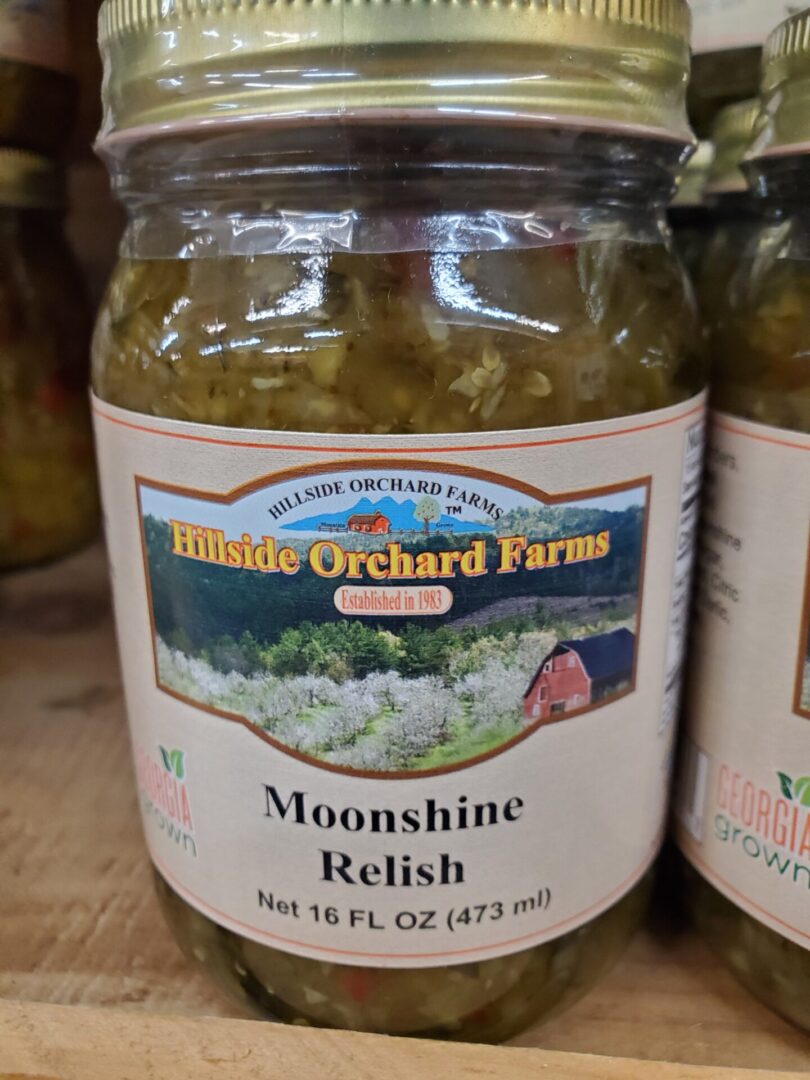 HILLSIDE ORCHARD FARMS
TM
Hillside Orchard Farms
Established in 1983
GEORGIA
grown
Moonshine
Relish
Net 16 FL OZ (473 ml)
GEORGIA
grown